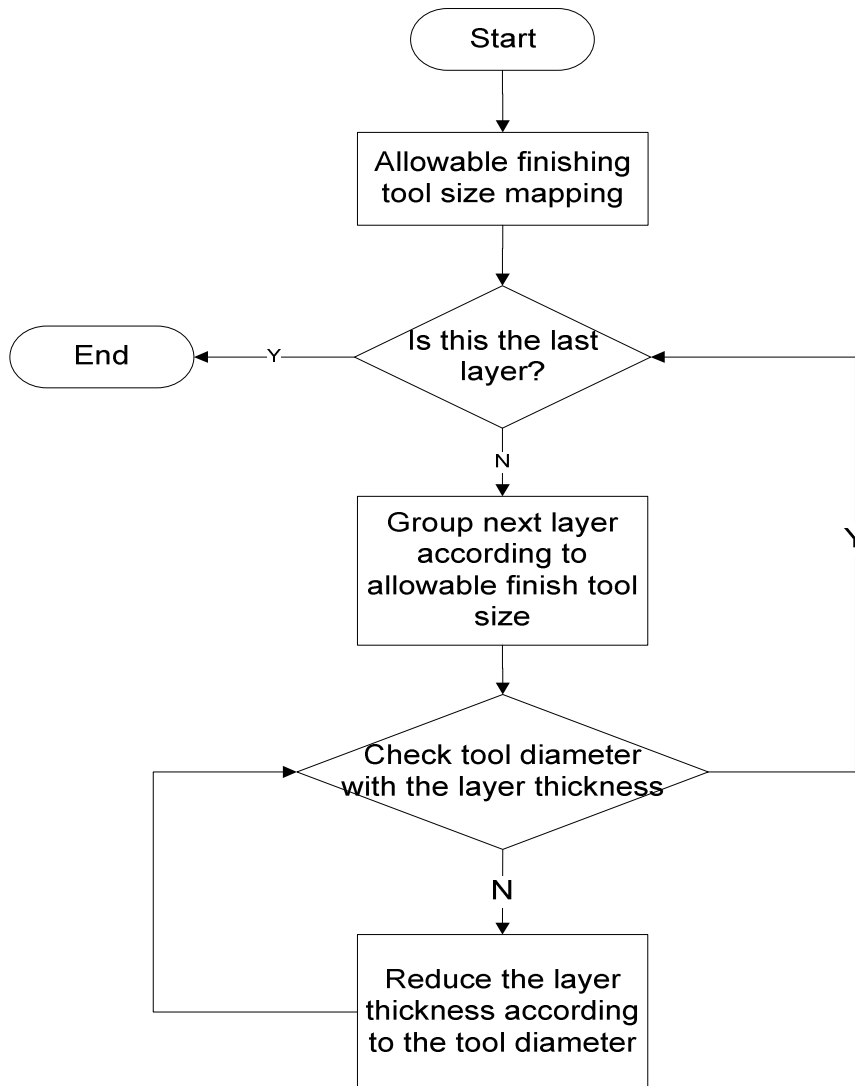 Start
Allowable finishing
tool size mapping
Is this the last
layer?
End
Y
N
Group next layer
according to
allowable finish tool
size
Y
Check tool diameter
with the layer thickness
N
Reduce the layer
thickness according
to the tool diameter